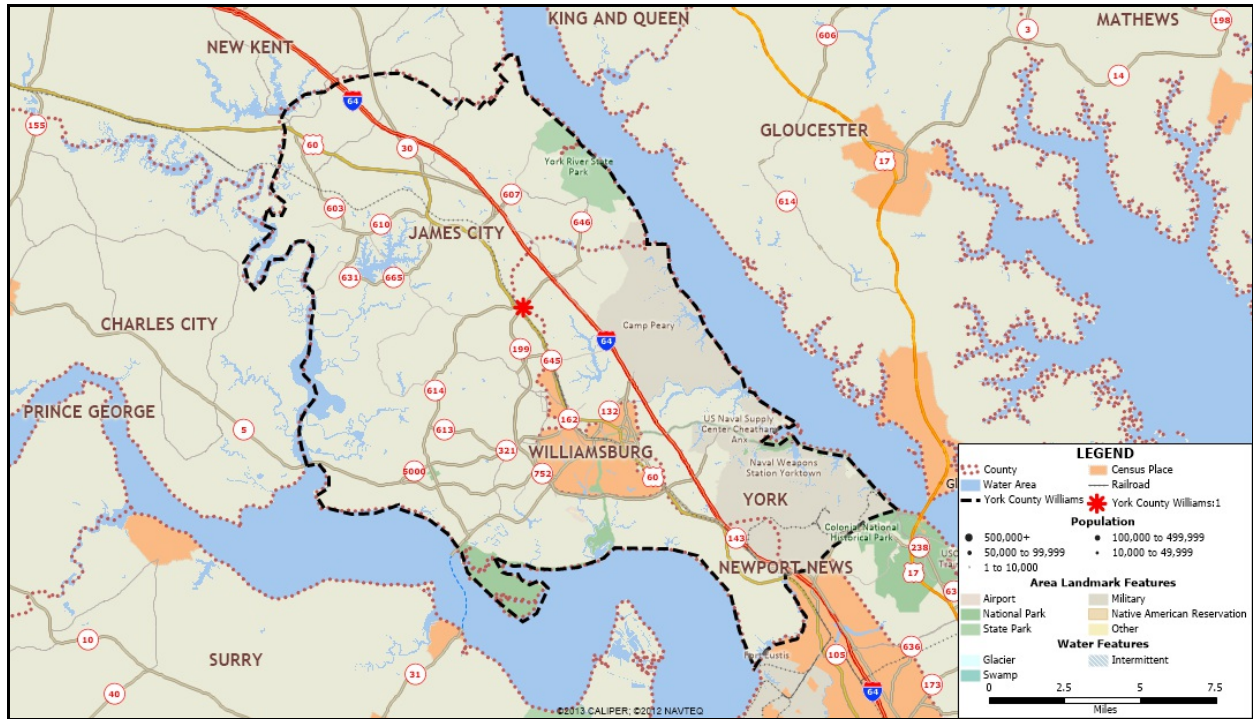 KING AND QUEEN
MATHEWS
NEW KENT
198
3
606
14
64
155
GLOUCESTER
60
30
17
York River State
Park
607
614
603
610
646
JAMES CITY
631
665
CHARLES CITY
Camp Peary
64
199
645
PRINCE GEORGE
614
132
162
5
613
US Naval Supply
Center Cheatham
Anx
WILLIAMSBURG
321
Naval Weapons
Station Yorktown
5000
752
60
YORK
Colonial National
Historical Park
143
238
NEWPORT NEWS
17
10
SURRY
Fort Eustis
105
636
31
40
64
173
©2013 CALIPER; ©2012 NAVTEQ
LEGEND
County
Census Place
Water Area
Railroad
York County Williams
York County Williams:1
Population
500,000+
100,000 to 499,999
50,000 to 99,999
10,000 to 49,999
1 to 10,000
Area Landmark Features
Airport
Military
National Park
Native American Reservation
State Park
Other
Water Features
Glacier
Intermittent
Swamp
0 2.5 5 7.5
Miles